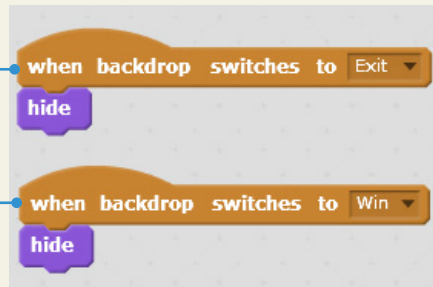 when backdrop switches to Exit
hide
when backdrop switches to Win
hide